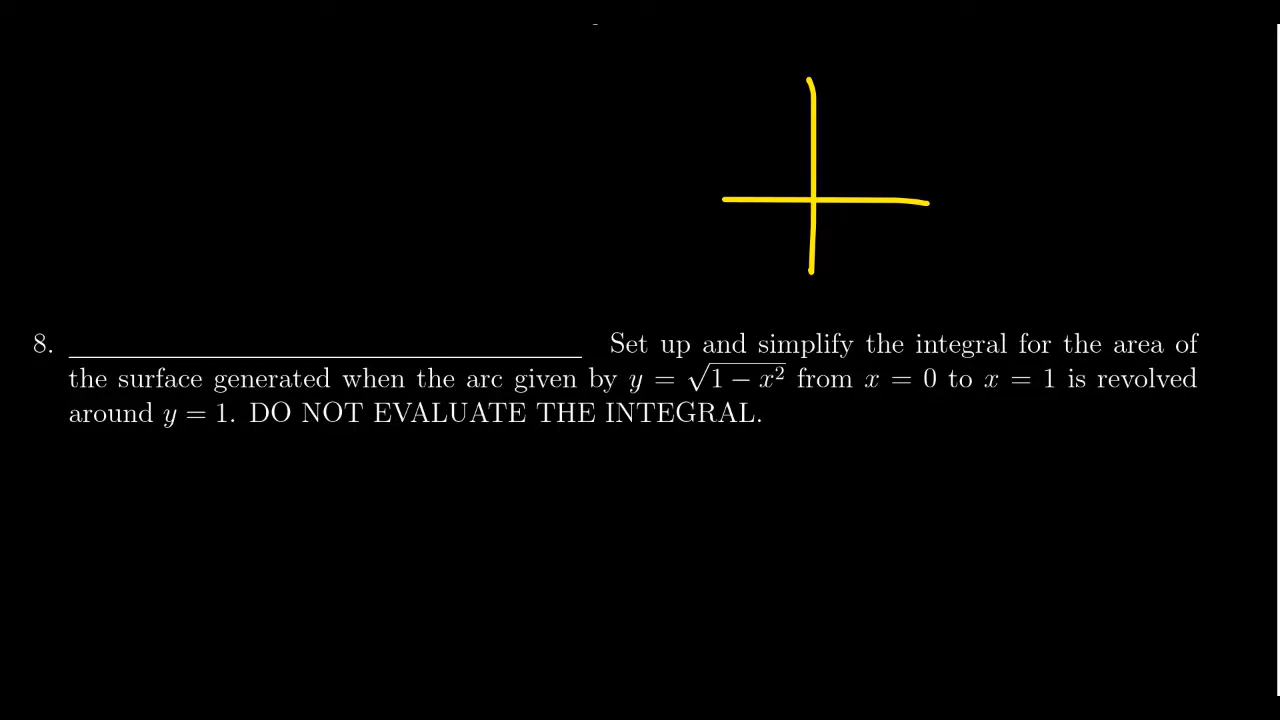 8. ____________________ Set up and simplify the integral for the area of
the surface generated when the arc given by y = √(1 − x²) from x = 0 to x = 1 is revolved
around y = 1. DO NOT EVALUATE THE INTEGRAL.